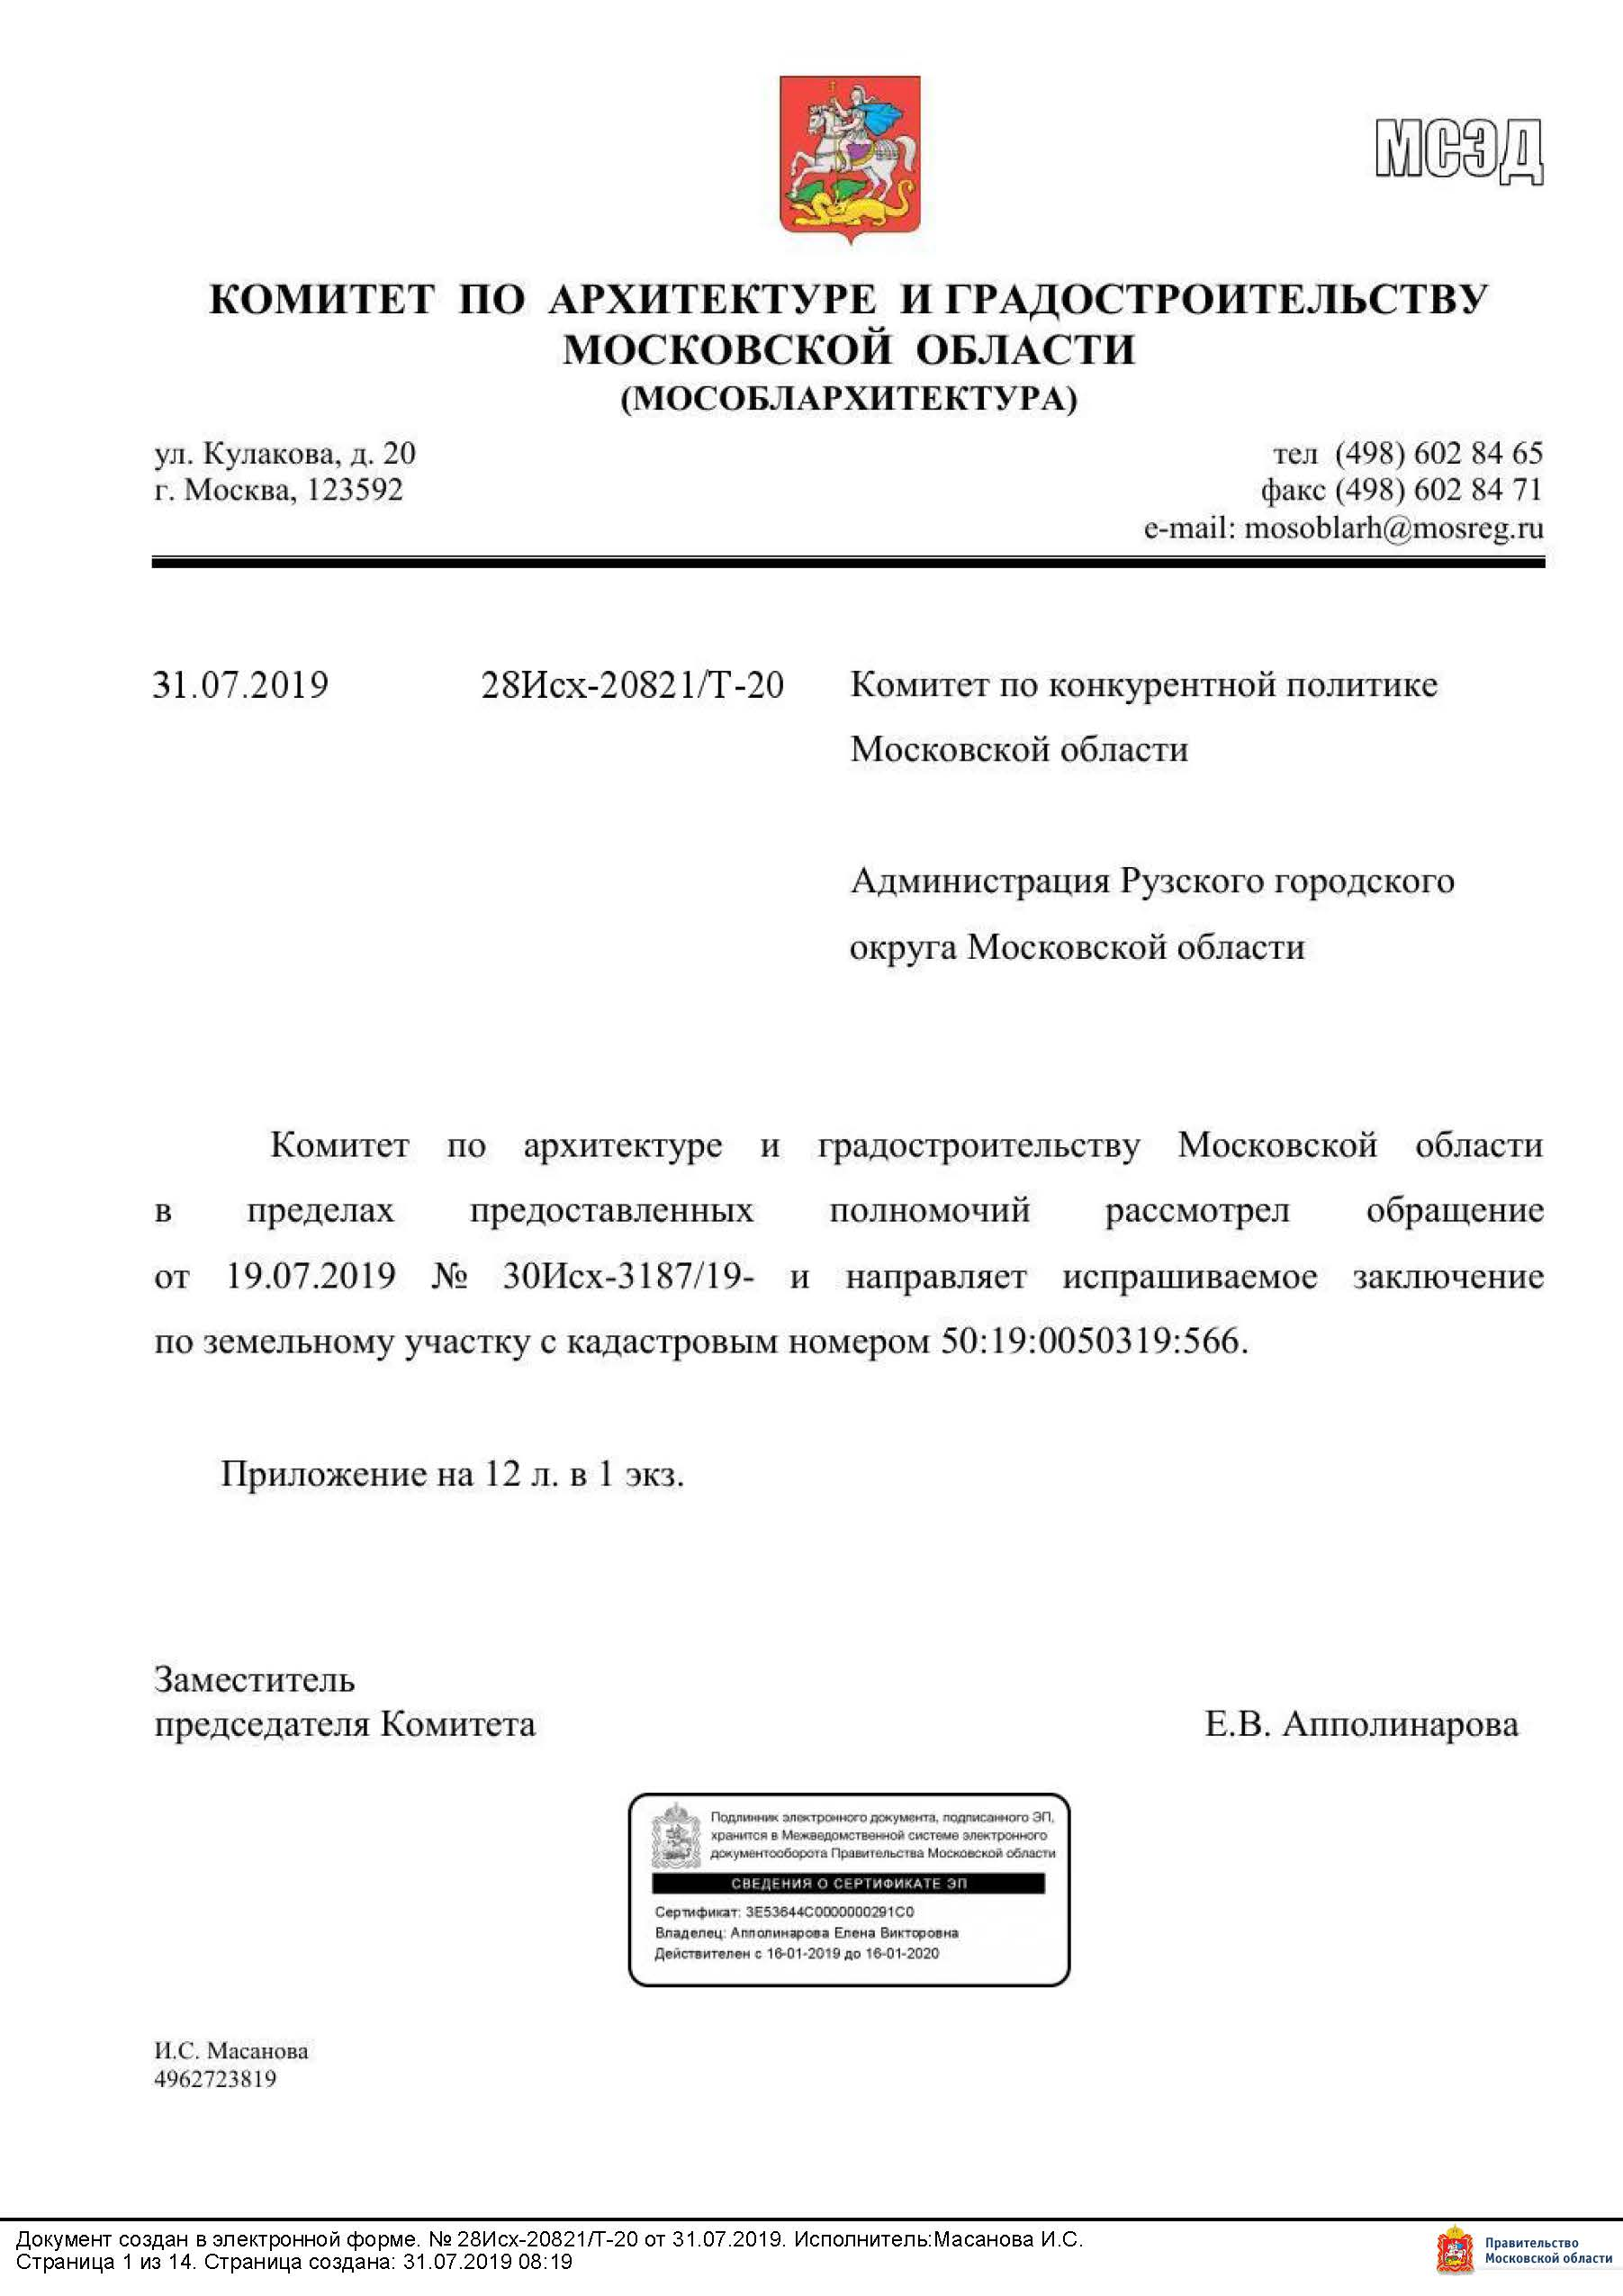 МСЭД
КОМИТЕТ ПО АРХИТЕКТУРЕ И ГРАДОСТРОИТЕЛЬСТВУ
МОСКОВСКОЙ ОБЛАСТИ
(МОСОБЛАРХИТЕКТУРА)
ул. Кулакова, д. 20
г. Москва, 123592
тел (498) 602 84 65
факс (498) 602 84 71
e-mail: mosoblarh@mosreg.ru
31.07.2019 28Исх-20821/Т-20
Комитет по конкурентной политике
Московской области
Администрация Рузского городского
округа Московской области
Комитет по архитектуре и градостроительству Московской области
в пределах предоставленных полномочий рассмотрел обращение
от 19.07.2019 № 30Исх-3187/19- и направляет испрашиваемое заключение
по земельному участку с кадастровым номером 50:19:0050319:566.
Приложение на 12 л. в 1 экз.
Заместитель
председателя Комитета
Е.В. Апполинарова
Подлинник электронного документа, подписанного ЭП,
хранится в Межведомственной системе электронного
документооборота Правительства Московской области
СВЕДЕНИЯ О СЕРТИФИКАТЕ ЭП
Сертификат: 3E53644C0000000291C0
Владелец: Апполинарова Елена Викторовна
Действителен с 16-01-2019 до 16-01-2020
И.С. Масанова
4962723819
Документ создан в электронной форме. № 28Исх-20821/Т-20 от 31.07.2019. Исполнитель:Масанова И.С.
Страница 1 из 14. Страница создана: 31.07.2019 08:19
Правительство
Московской области